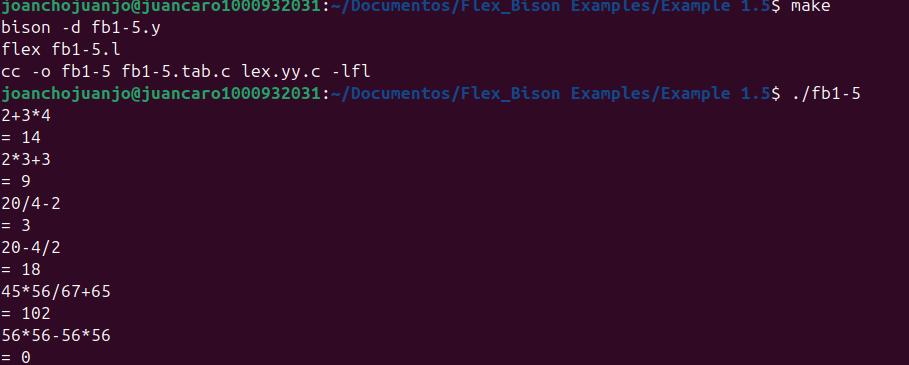 joanchojuanjo@juancaro1000932031:~/Documentos/Flex_Bison Examples/Example 1.5$ make
bison -d fb1-5.y
flex fb1-5.l
cc -o fb1-5 fb1-5.tab.c lex.yy.c -lfl
joanchojuanjo@juancaro1000932031:~/Documentos/Flex_Bison Examples/Example 1.5$ ./fb1-5
2+3*4
= 14
2*3+3
= 9
20/4-2
= 3
20-4/2
= 18
45*56/67+65
= 102
56*56-56*56
= 0